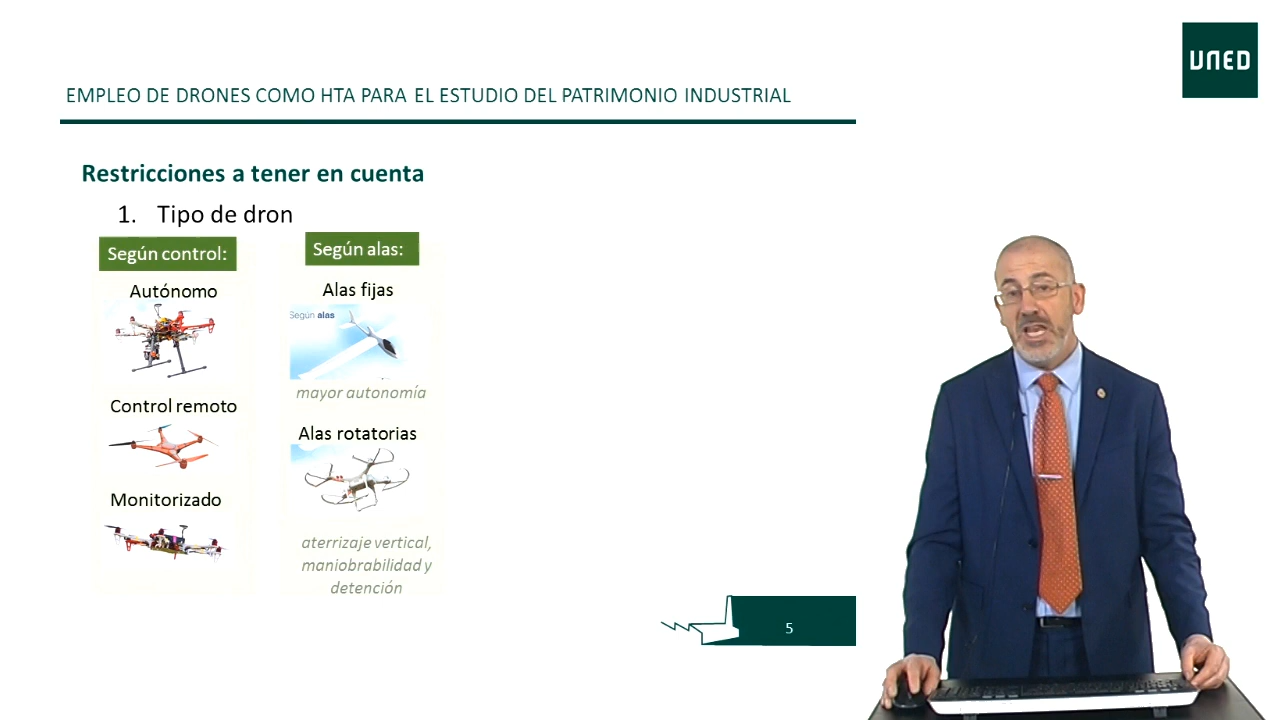 UNED
EMPLEO DE DRONES COMO HTA PARA EL ESTUDIO DEL PATRIMONIO INDUSTRIAL
Restricciones a tener en cuenta
1. Tipo de dron
Según control:
Autónomo
Control remoto
Monitorizado
Según alas:
Alas fijas
Según alas
mayor autonomía
Alas rotatorias
aterrizaje vertical,
maniobrabilidad y
detención
5